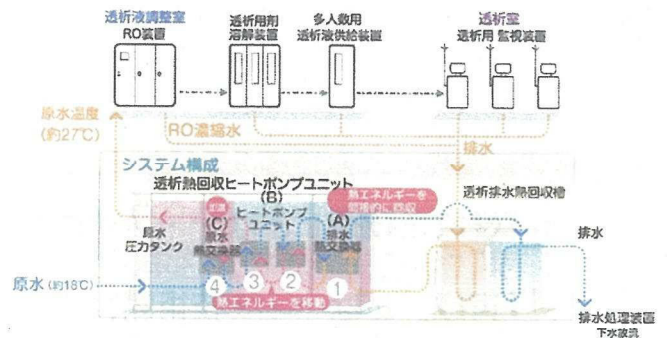 透析液調整室
RO装置
透析用剤
溶解装置
多人数用
透析液供給装置
透析室
透析用 監視装置
原水温度
(約27℃)
RO濃縮水
排水
システム構成
透析熱回収ヒートポンプユニット
(B)
ヒートポンプ
ユニット
(C)
原水
熱交換器
(A)
排水
熱交換器
熱エネルギーを
間接的に回収
透析排水熱回収槽
原水
圧力タンク
排水
原水(約18℃)
4
3
2
1
熱エネルギーを移動
排水処理装置
下水放流